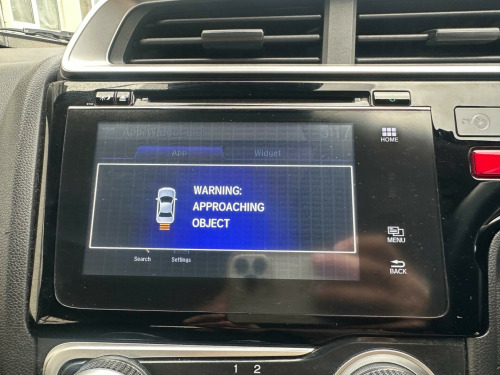 App Widget
WARNING:
APPROACHING
OBJECT
Search Settings
HOME
MENU
BACK
1 2